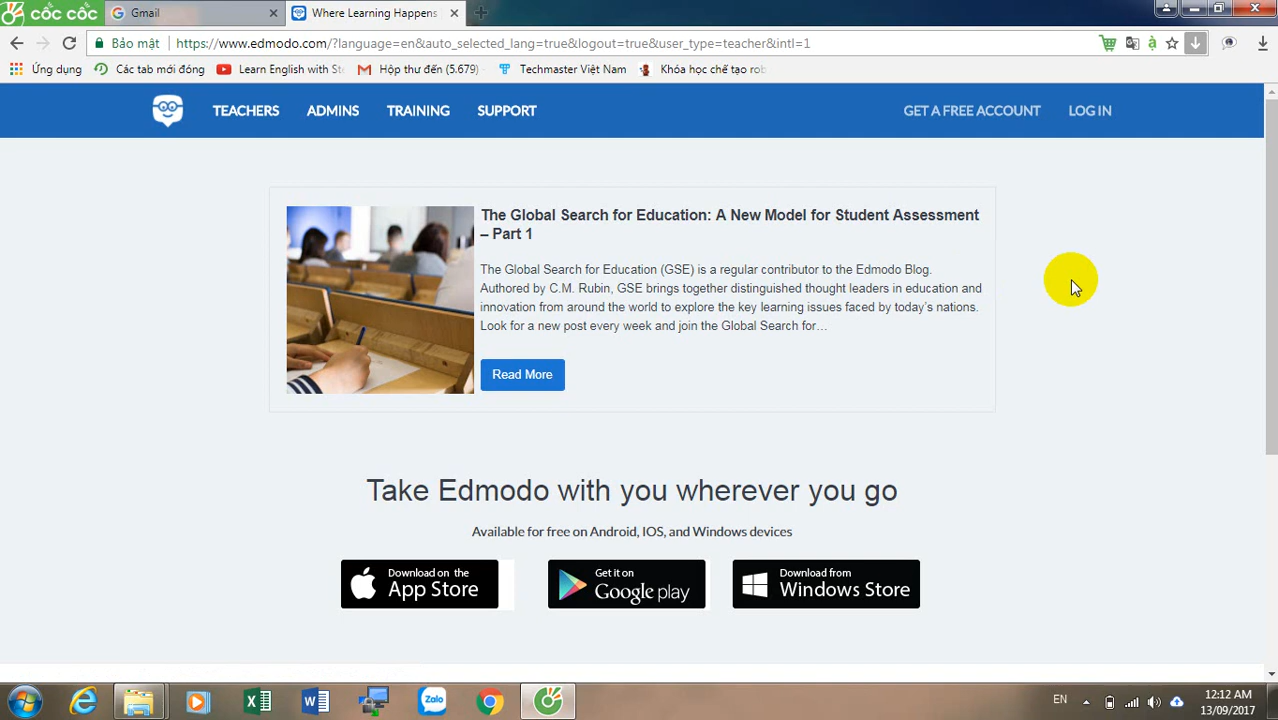 cốc cốc
Gmail
Where Learning Happens
Bảo mật
https://www.edmodo.com/?language=en&auto_selected_lang=true&logout=true&user_type=teacher&intl=1
Ứng dụng
Các tab mới đóng
Learn English with Ste
Hộp thư đến (5.679)
Techmaster Việt Nam
Khóa học chế tạo rob
TEACHERS
ADMINS
TRAINING
SUPPORT
GET A FREE ACCOUNT
LOG IN
The Global Search for Education: A New Model for Student Assessment
– Part 1
The Global Search for Education (GSE) is a regular contributor to the Edmodo Blog.
Authored by C.M. Rubin, GSE brings together distinguished thought leaders in education and
innovation from around the world to explore the key learning issues faced by today's nations.
Look for a new post every week and join the Global Search for…
Read More
Take Edmodo with you wherever you go
Available for free on Android, IOS, and Windows devices
Download on the
App Store
Get it on
Google play
Download from
Windows Store
Zalo
EN
12:12 AM
13/09/2017